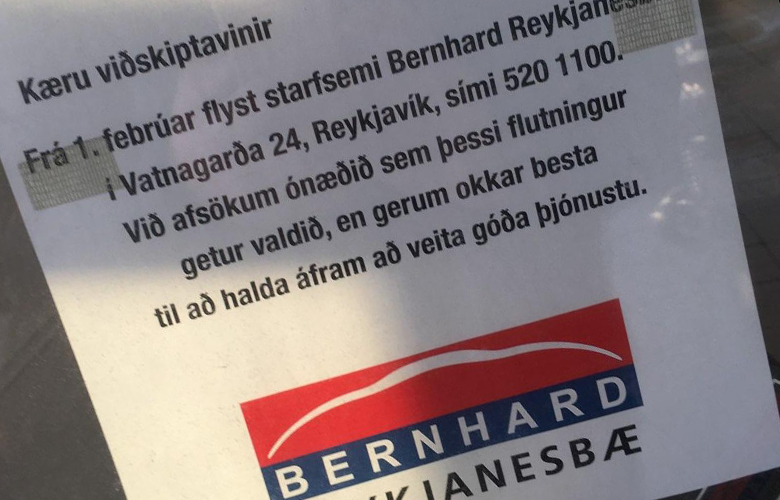 Kæru viðskiptavinir
Frá 1. febrúar flyst starfsemi Bernhard
í Vatnagarða 24, Reykjavík, sími 520 1100.
Við afsökum ónæðið sem þessi flutningur
getur valdið, en gerum okkar besta
til að halda áfram að veita góða þjónustu.
BERNHARD